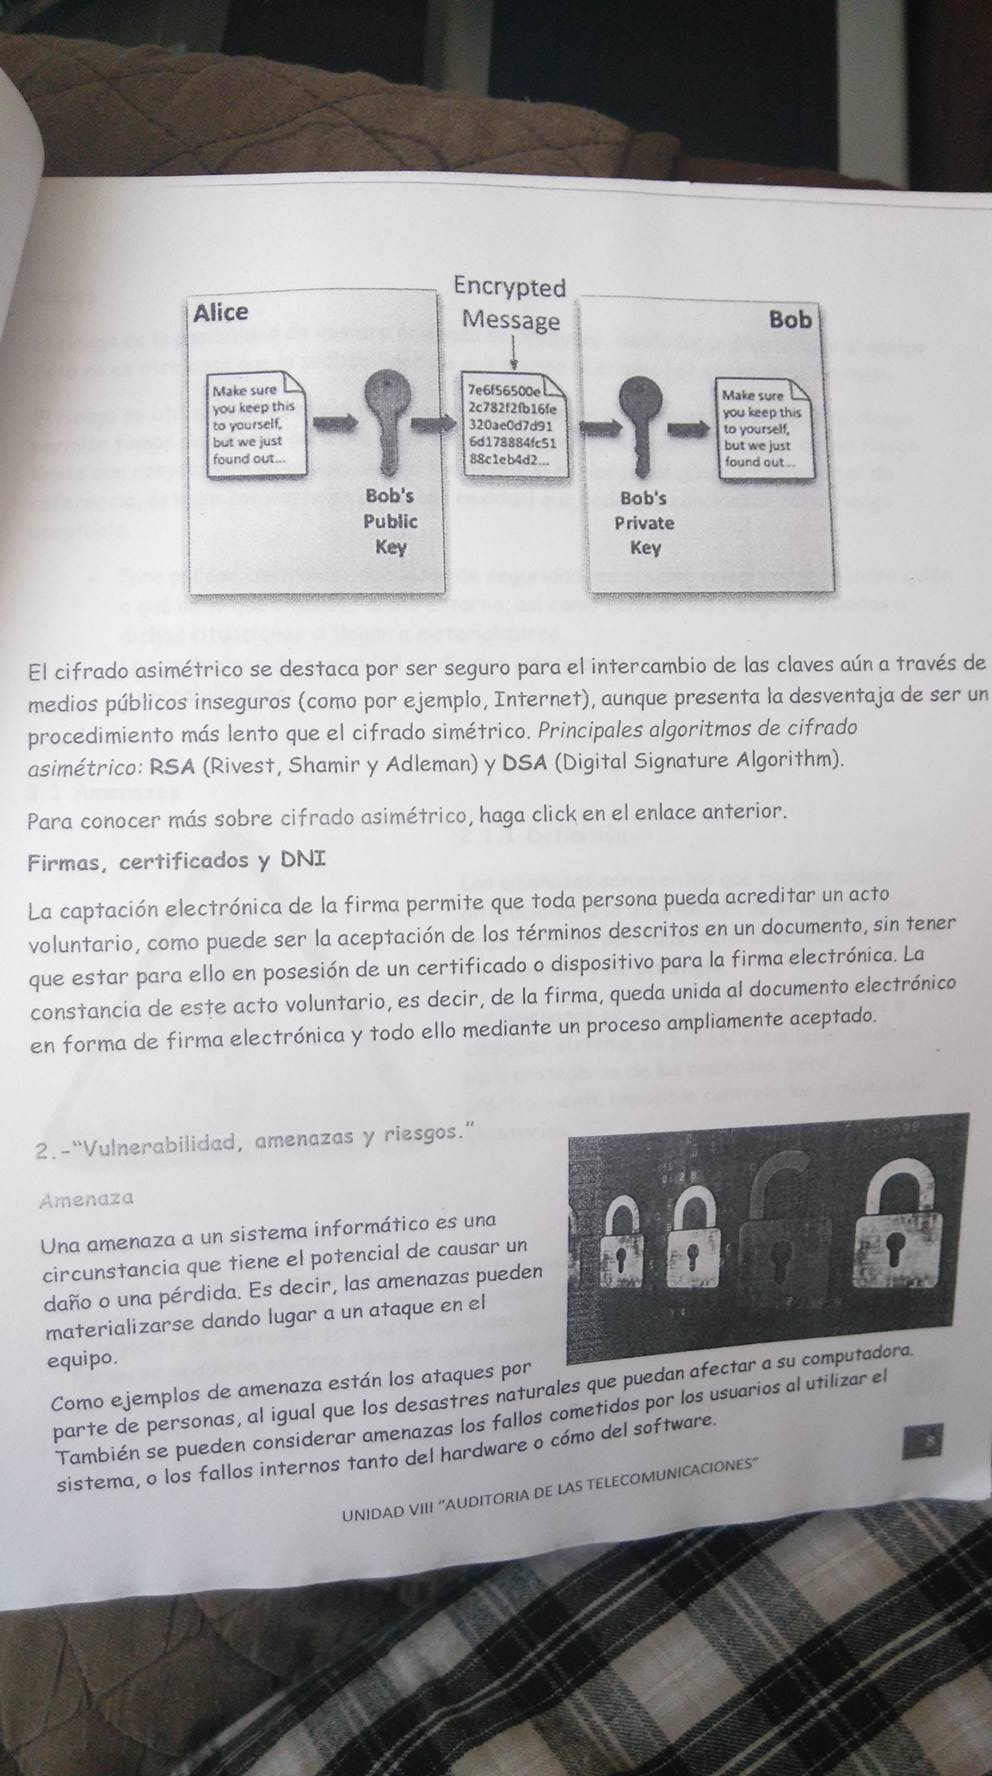 Encrypted
Message
Alice
Bob
Make sure
you keep this
to yourself,
but we just
found out...
7e6f56500e
2c782f2fb16fe
320ae0d7d91
6d178884fc51
88c1eb4d2...
Make sure
you keep this
to yourself,
but we just
found out...
Bob's
Public
Key
Bob's
Private
Key
El cifrado asimétrico se destaca por ser seguro para el intercambio de las claves aún a través de
medios públicos inseguros (como por ejemplo, Internet), aunque presenta la desventaja de ser un
procedimiento más lento que el cifrado simétrico. Principales algoritmos de cifrado
asimétrico: RSA (Rivest, Shamir y Adleman) y DSA (Digital Signature Algorithm).
Para conocer más sobre cifrado asimétrico, haga click en el enlace anterior.
Firmas, certificados y DNI
La captación electrónica de la firma permite que toda persona pueda acreditar un acto
voluntario, como puede ser la aceptación de los términos descritos en un documento, sin tener
que estar para ello en posesión de un certificado o dispositivo para la firma electrónica. La
constancia de este acto voluntario, es decir, de la firma, queda unida al documento electrónico
en forma de firma electrónica y todo ello mediante un proceso ampliamente aceptado.
2.-"Vulnerabilidad, amenazas y riesgos."
Amenaza
Una amenaza a un sistema informático es una
circunstancia que tiene el potencial de causar un
daño o una pérdida. Es decir, las amenazas pueden
materializarse dando lugar a un ataque en el
equipo.
Como ejemplos de amenaza están los ataques por
parte de personas, al igual que los desastres naturales que puedan afectar a su computadora.
También se pueden considerar amenazas los fallos cometidos por los usuarios al utilizar el
sistema, o los fallos internos tanto del hardware o cómo del software.
8
UNIDAD VIII "AUDITORIA DE LAS TELECOMUNICACIONES"